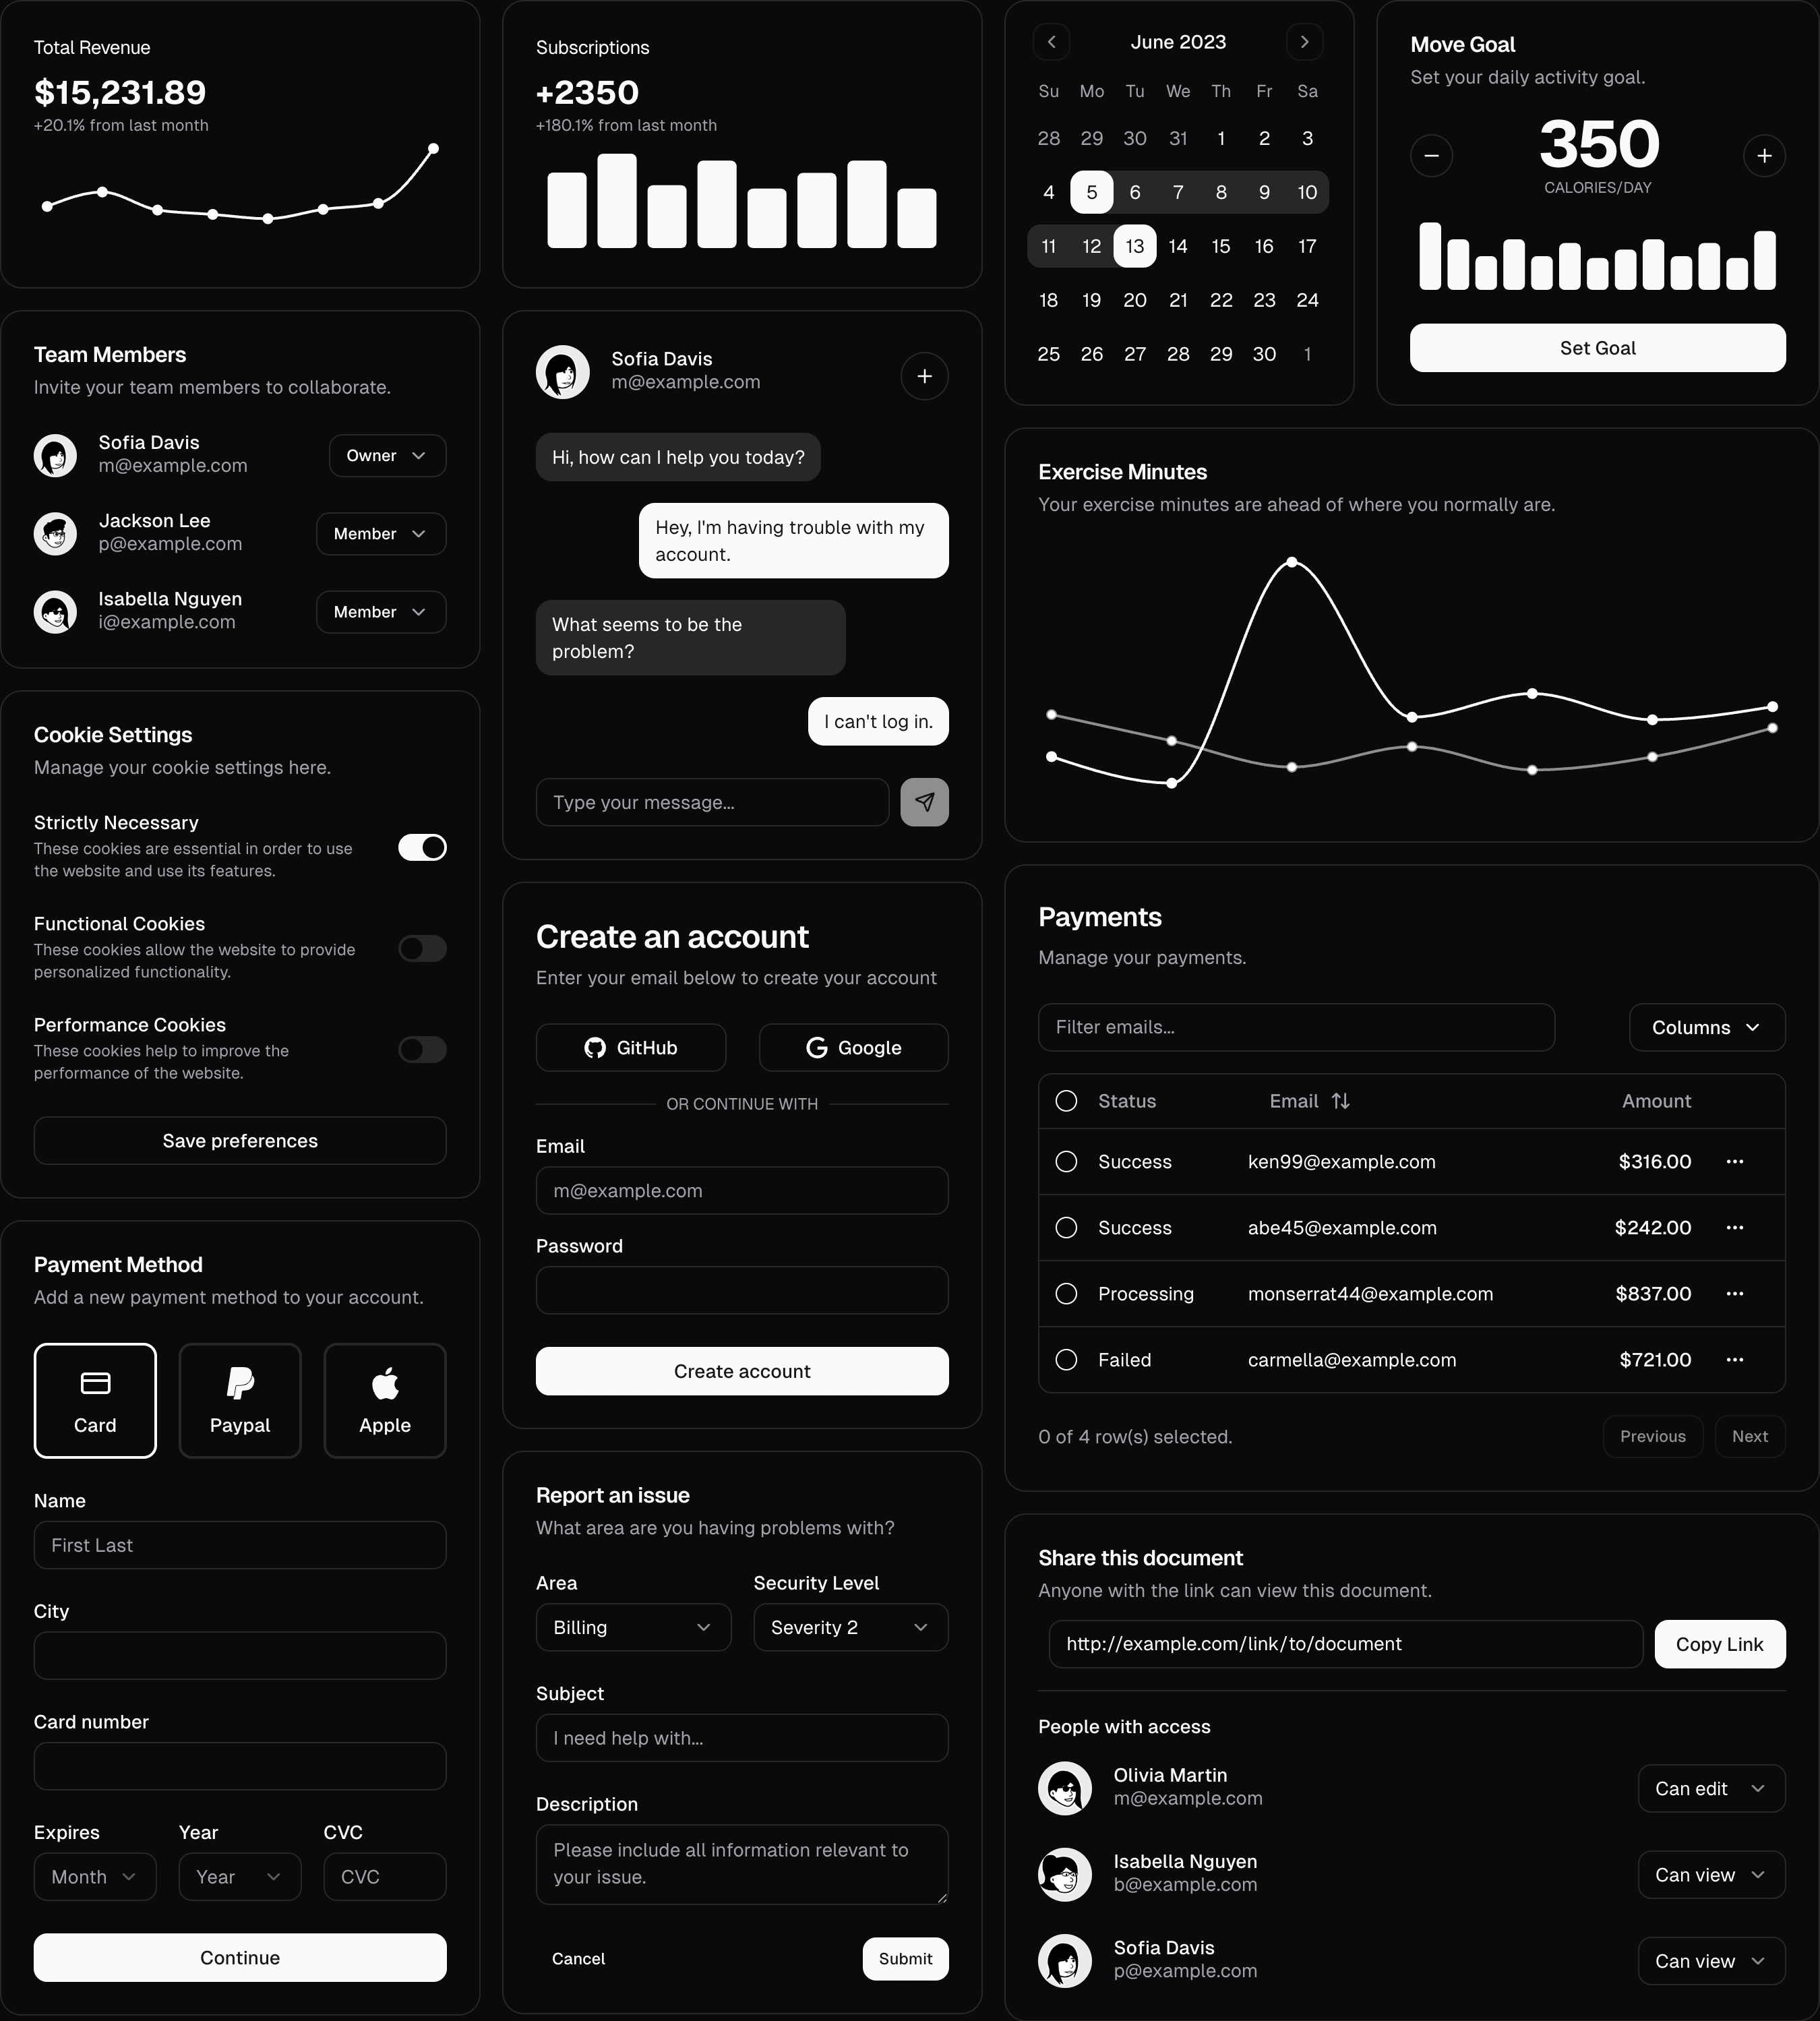 Total Revenue
$15,231.89
+20.1% from last month
Team Members
Invite your team members to collaborate.
Sofia Davis
m@example.com
Owner
Jackson Lee
p@example.com
Member
Isabella Nguyen
i@example.com
Member
Cookie Settings
Manage your cookie settings here.
Strictly Necessary
These cookies are essential in order to use
the website and use its features.
Functional Cookies
These cookies allow the website to provide
personalized functionality.
Performance Cookies
These cookies help to improve the
performance of the website.
Save preferences
Payment Method
Add a new payment method to your account.
Card Paypal Apple
Name
First Last
City
Card number
Expires Year CVC
Month Year CVC
Continue
Subscriptions
+2350
+180.1% from last month
Sofia Davis
m@example.com
Hi, how can I help you today?
Hey, I'm having trouble with my
account.
What seems to be the
problem?
I can't log in.
Type your message...
Create an account
Enter your email below to create your account
GitHub Google
OR CONTINUE WITH
Email
m@example.com
Password
Create account
Report an issue
What area are you having problems with?
Area Security Level
Billing Severity 2
Subject
I need help with...
Description
Please include all information relevant to
your issue.
Cancel Submit
June 2023
Su Mo Tu We Th Fr Sa
28 29 30 31 1 2 3
4 5 6 7 8 9 10
11 12 13 14 15 16 17
18 19 20 21 22 23 24
25 26 27 28 29 30 1
Move Goal
Set your daily activity goal.
350
CALORIES/DAY
Set Goal
Exercise Minutes
Your exercise minutes are ahead of where you normally are.
Payments
Manage your payments.
Filter emails... Columns
Status Email Amount
Success ken99@example.com $316.00
Success abe45@example.com $242.00
Processing monserrat44@example.com $837.00
Failed carmella@example.com $721.00
0 of 4 row(s) selected. Previous Next
Share this document
Anyone with the link can view this document.
http://example.com/link/to/document Copy Link
People with access
Olivia Martin
m@example.com
Can edit
Isabella Nguyen
b@example.com
Can view
Sofia Davis
p@example.com
Can view